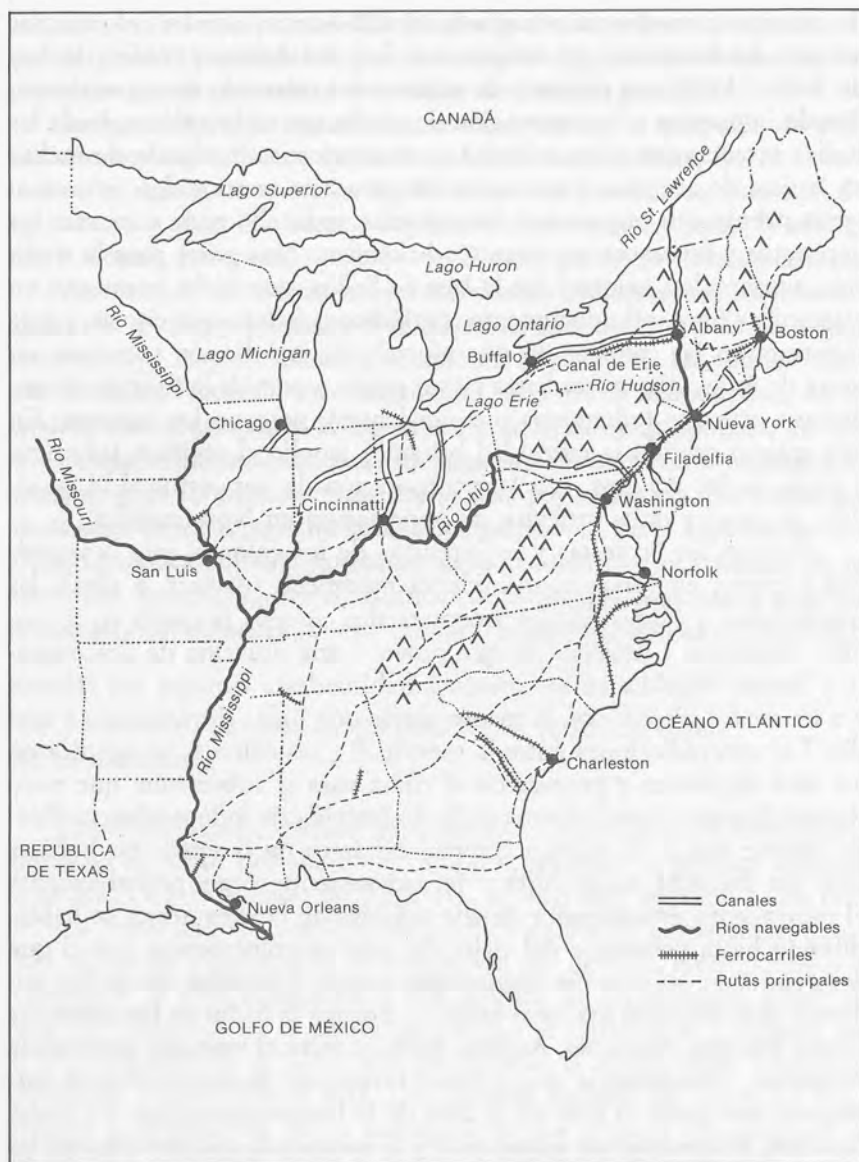 CANADÁ
Lago Superior
Río St. Lawrence
Lago Huron
Río Mississippi
Lago Michigan
Lago Ontario
Albany
Buffalo
Canal de Erie
Boston
Río Hudson
Lago Erie
Chicago
Nueva York
Río Missouri
Filadelfia
Cincinnatti
Río Ohio
Washington
San Luis
Norfolk
Río Mississippi
OCÉANO ATLÁNTICO
Charleston
REPUBLICA
DE TEXAS
Nueva Orleans
Canales
Ríos navegables
Ferrocarriles
Rutas principales
GOLFO DE MÉXICO